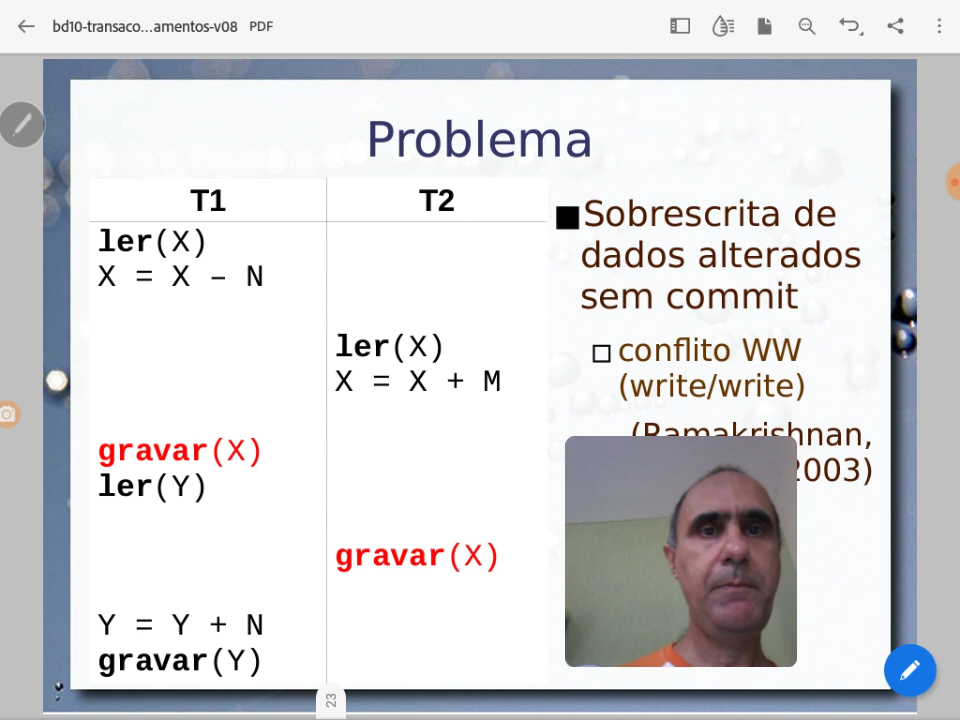 bd10-transaco...amentos-v08 PDF
Problema
T1 T2
ler(X)
X = X – N
ler(X)
X = X + M
gravar(X)
ler(Y)
gravar(X)
Y = Y + N
gravar(Y)
Sobrescrita de
dados alterados
sem commit
conflito WW
(write/write)
(Ramakrishnan,
2003)
23